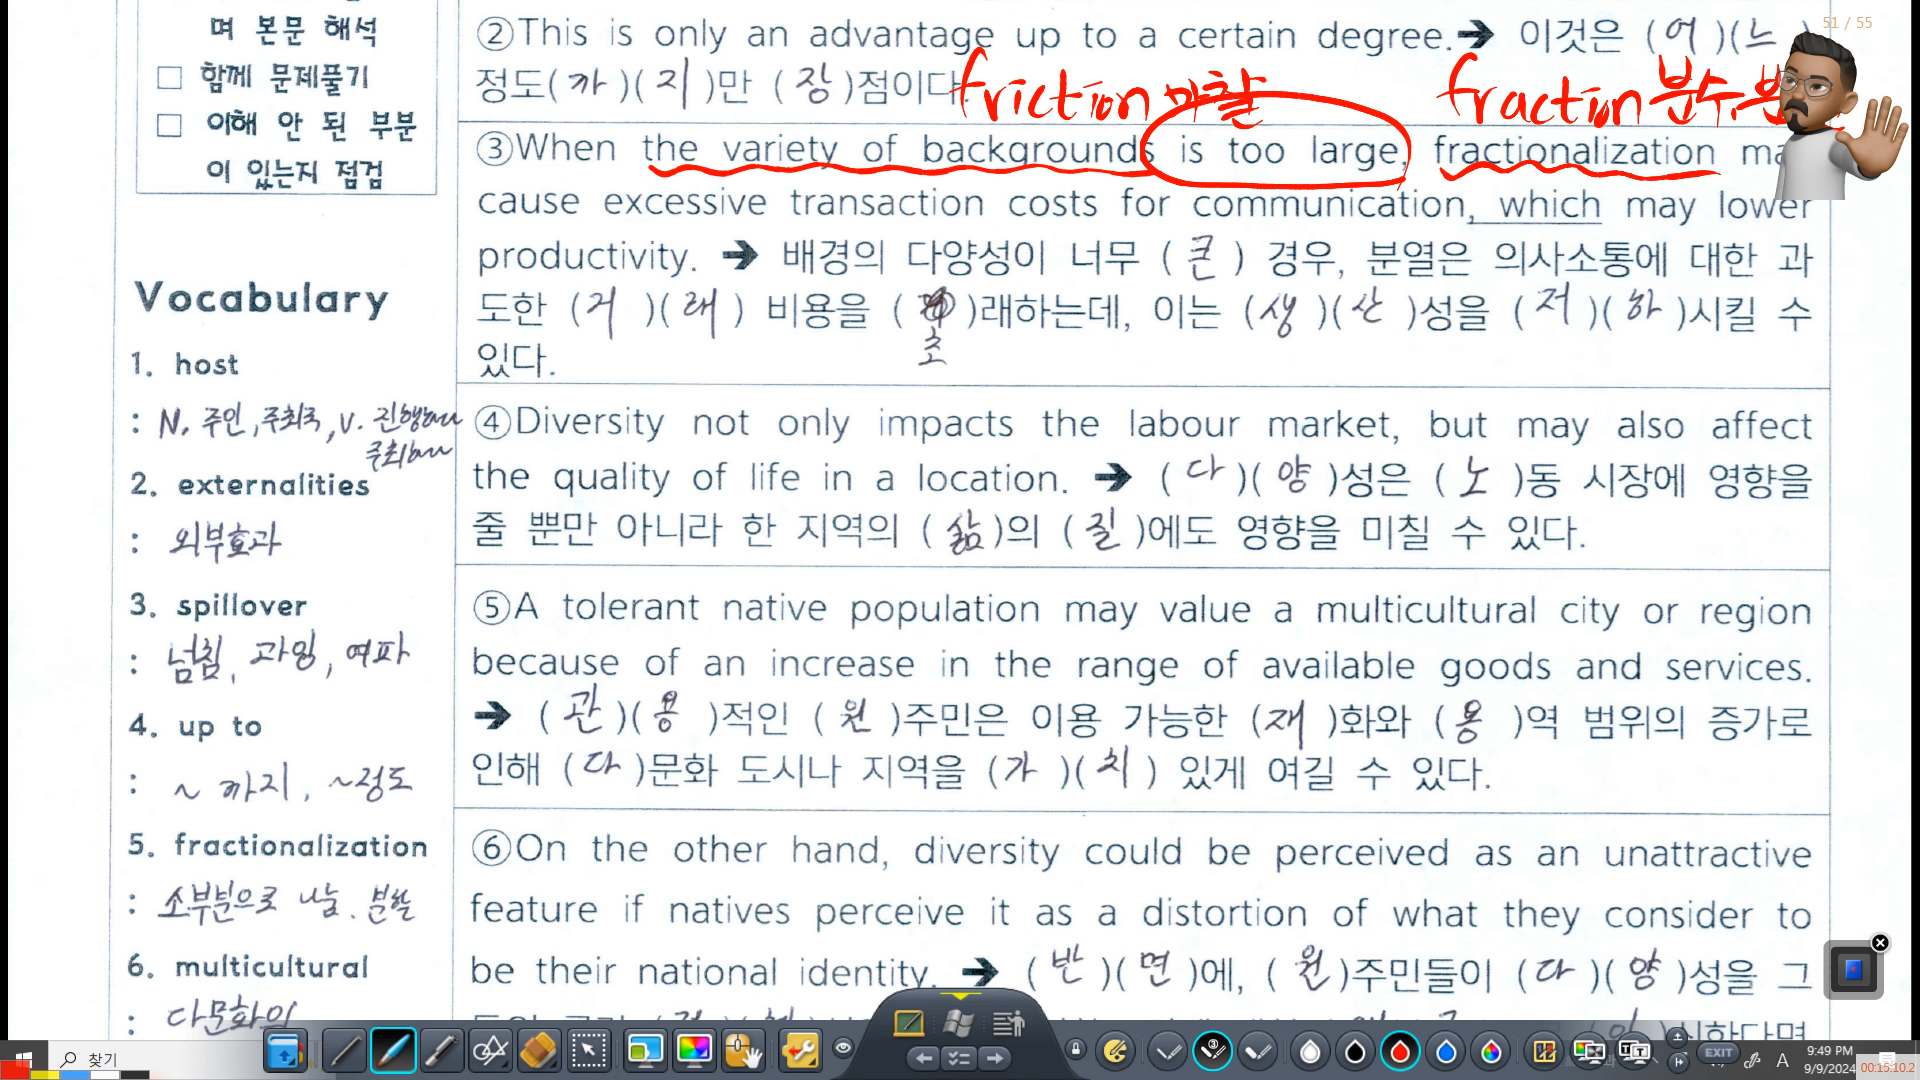 며 본문 해석
□ 함께 문제풀기
□ 이해 안 된 부분
이 있는지 점검
Vocabulary
1. host
: N. 주인, 주최국, V. 진행하다
주최하다
2. externalities
: 외부효과
3. spillover
: 넘침, 과잉, 여파
4. up to
: ~ 까지, ~정도
5. fractionalization
: 소부분으로 나눔. 분할
6. multicultural
: 다문화의
②This is only an advantage up to a certain degree.➔ 이것은 (어)(느)
정도(까)(지)만 (장)점이다.
friction 마찰
fraction 분수.
③When the variety of backgrounds is too large, fractionalization
cause excessive transaction costs for communication, which may lower
productivity. ➔ 배경의 다양성이 너무 (큰) 경우, 분열은 의사소통에 대한 과
도한 (거)(래) 비용을 (초)래하는데, 이는 (생)(산)성을 (저)(하)시킬 수
있다.
④Diversity not only impacts the labour market, but may also affect
the quality of life in a location. ➔ (다)(양)성은 (노)동 시장에 영향을
줄 뿐만 아니라 한 지역의 (삶)의 (질)에도 영향을 미칠 수 있다.
⑤A tolerant native population may value a multicultural city or region
because of an increase in the range of available goods and services.
➔ (관)(용)적인 (원)주민은 이용 가능한 (재)화와 (용)역 범위의 증가로
인해 (다)문화 도시나 지역을 (가)(치) 있게 여길 수 있다.
⑥On the other hand, diversity could be perceived as an unattractive
feature if natives perceive it as a distortion of what they consider to
be their national identity. ➔ (반)(면)에, (원)주민들이 (다)(양)성을 그
51 / 55
찾기
EXIT
A
9:49 PM
9/9/2024
00:15:10.2